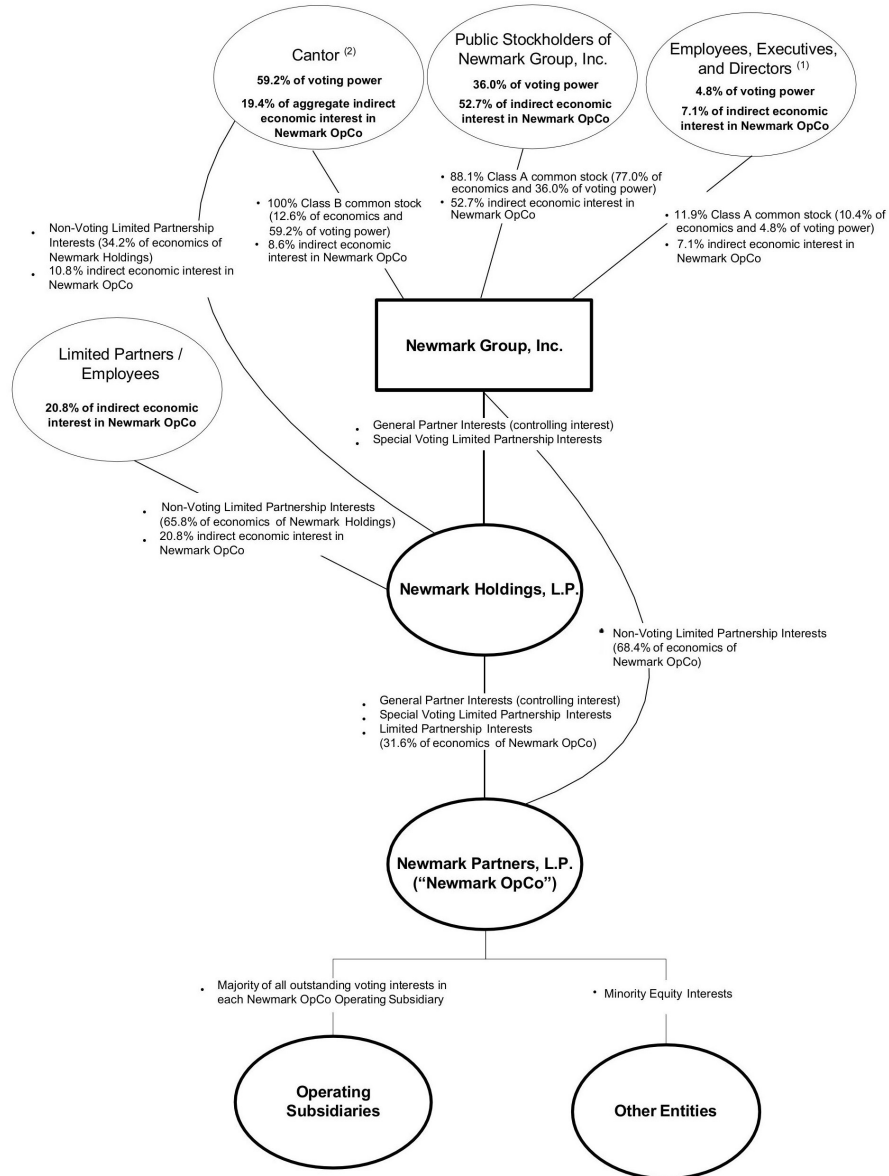 Cantor (2)
59.2% of voting power
19.4% of aggregate indirect
economic interest in
Newmark OpCo
Public Stockholders of
Newmark Group, Inc.
36.0% of voting power
52.7% of indirect economic
interest in Newmark OpCo
Employees, Executives,
and Directors (1)
4.8% of voting power
7.1% of indirect economic
interest in Newmark OpCo
• Non-Voting Limited Partnership
Interests (34.2% of economics of
Newmark Holdings)
• 10.8% indirect economic interest in
Newmark OpCo
• 100% Class B common stock
(12.6% of economics and
59.2% of voting power)
• 8.6% indirect economic
interest in Newmark OpCo
• 88.1% Class A common stock (77.0% of
economics and 36.0% of voting power)
• 52.7% indirect economic interest in
Newmark OpCo
• 11.9% Class A common stock (10.4% of
economics and 4.8% of voting power)
• 7.1% indirect economic interest in
Newmark OpCo
Newmark Group, Inc.
Limited Partners /
Employees
20.8% of indirect economic
interest in Newmark OpCo
• General Partner Interests (controlling interest)
• Special Voting Limited Partnership Interests
• Non-Voting Limited Partnership Interests
(65.8% of economics of Newmark Holdings)
• 20.8% indirect economic interest in
Newmark OpCo
Newmark Holdings, L.P.
• Non-Voting Limited Partnership Interests
(68.4% of economics of
Newmark OpCo)
• General Partner Interests (controlling interest)
• Special Voting Limited Partnership Interests
• Limited Partnership Interests
(31.6% of economics of Newmark OpCo)
Newmark Partners, L.P.
(“Newmark OpCo”)
• Majority of all outstanding voting interests in
each Newmark OpCo Operating Subsidiary
• Minority Equity Interests
Operating
Subsidiaries
Other Entities